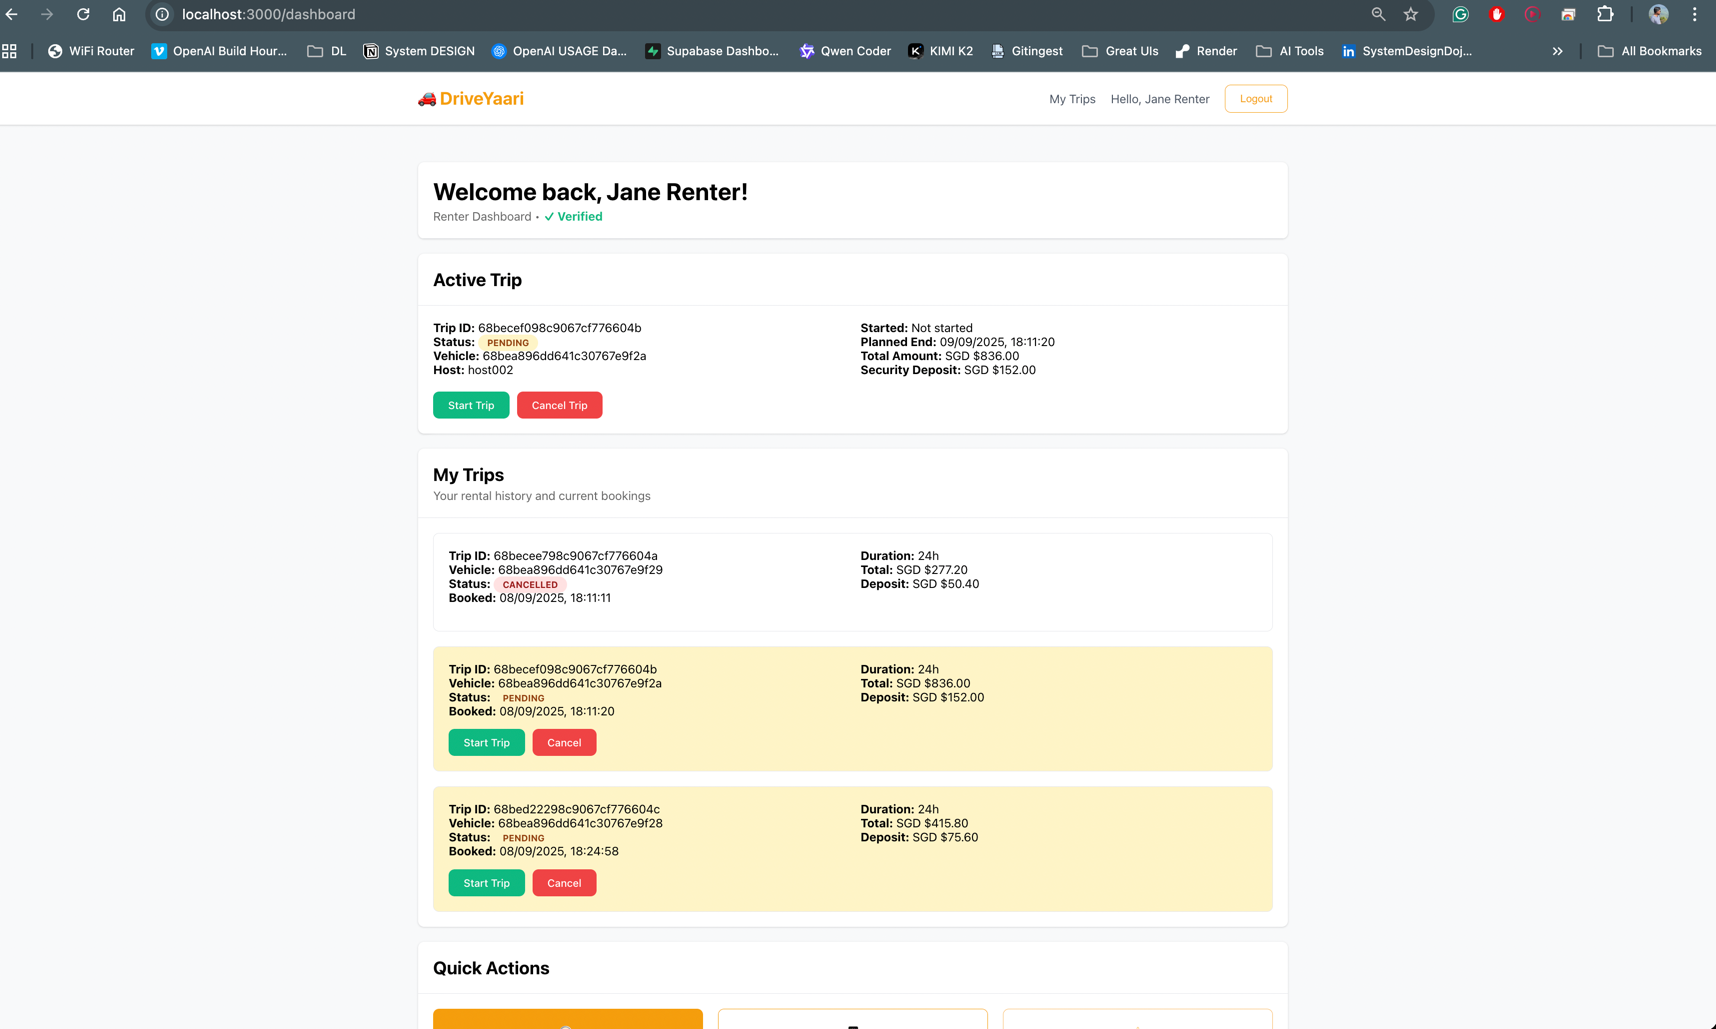 localhost:3000/dashboard
WiFi Router
OpenAI Build Hour...
DL
System DESIGN
OpenAI USAGE Da...
Supabase Dashbo...
Qwen Coder
KIMI K2
Gitingest
Great UIs
Render
AI Tools
SystemDesignDoj...
»
All Bookmarks
DriveYaari
My Trips
Hello, Jane Renter
Logout
Welcome back, Jane Renter!
Renter Dashboard • ✓ Verified
Active Trip
Trip ID: 68becef098c9067cf776604b
Status: PENDING
Vehicle: 68bea896dd641c30767e9f2a
Host: host002
Started: Not started
Planned End: 09/09/2025, 18:11:20
Total Amount: SGD $836.00
Security Deposit: SGD $152.00
Start Trip
Cancel Trip
My Trips
Your rental history and current bookings
Trip ID: 68becee798c9067cf776604a
Vehicle: 68bea896dd641c30767e9f29
Status: CANCELLED
Booked: 08/09/2025, 18:11:11
Duration: 24h
Total: SGD $277.20
Deposit: SGD $50.40
Trip ID: 68becef098c9067cf776604b
Vehicle: 68bea896dd641c30767e9f2a
Status: PENDING
Booked: 08/09/2025, 18:11:20
Duration: 24h
Total: SGD $836.00
Deposit: SGD $152.00
Start Trip
Cancel
Trip ID: 68bed22298c9067cf776604c
Vehicle: 68bea896dd641c30767e9f28
Status: PENDING
Booked: 08/09/2025, 18:24:58
Duration: 24h
Total: SGD $415.80
Deposit: SGD $75.60
Start Trip
Cancel
Quick Actions